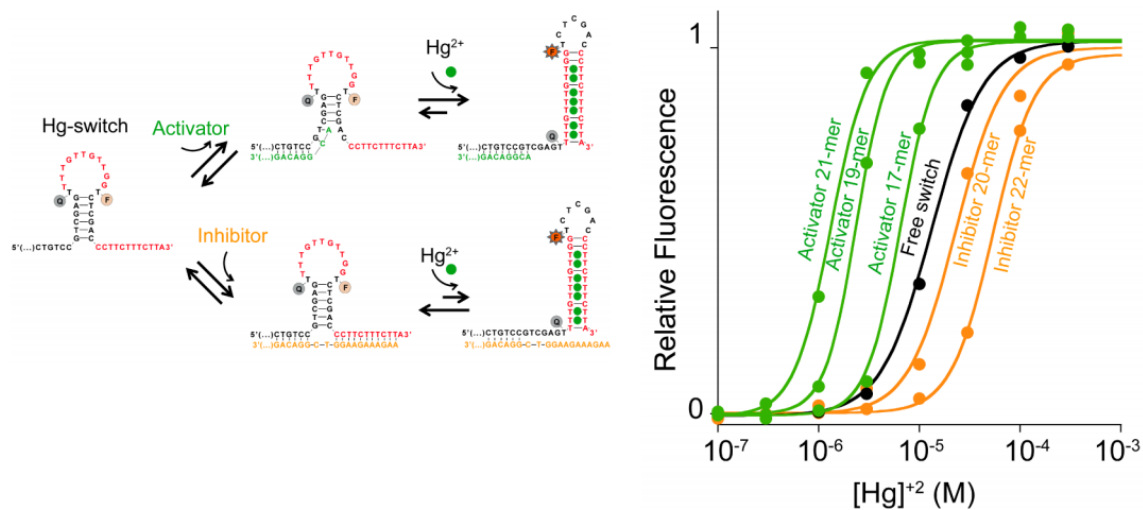 Hg-switch
Activator
Inhibitor
Hg2+
Hg2+
Q
F
5'(...)CTGTCC
CCTTCTTTCTTA3'
Q
F
5'(...)CTGTCC
3'(...)GACAGG
CCTTCTTTCTTA3'
F
Q
5'(...)CTGTCCGTCGAGT
3'(...)GACAGGCA
3'
Q
F
5'(...)CTGTCC
CCTTCTTTCTTA3'
3'(...)GACAGG-C-T-GGAAGAAAGAA
F
Q
5'(...)CTGTCCGTCGAGT
3'
3'(...)GACAGG-C-T-GGAAGAAAGAA
Relative Fluorescence
1
0
Activator 21-mer
Activator 19-mer
Activator 17-mer
Free switch
Inhibitor 20-mer
Inhibitor 22-mer
10-7
10-6
10-5
10-4
10-3
[Hg]+2 (M)